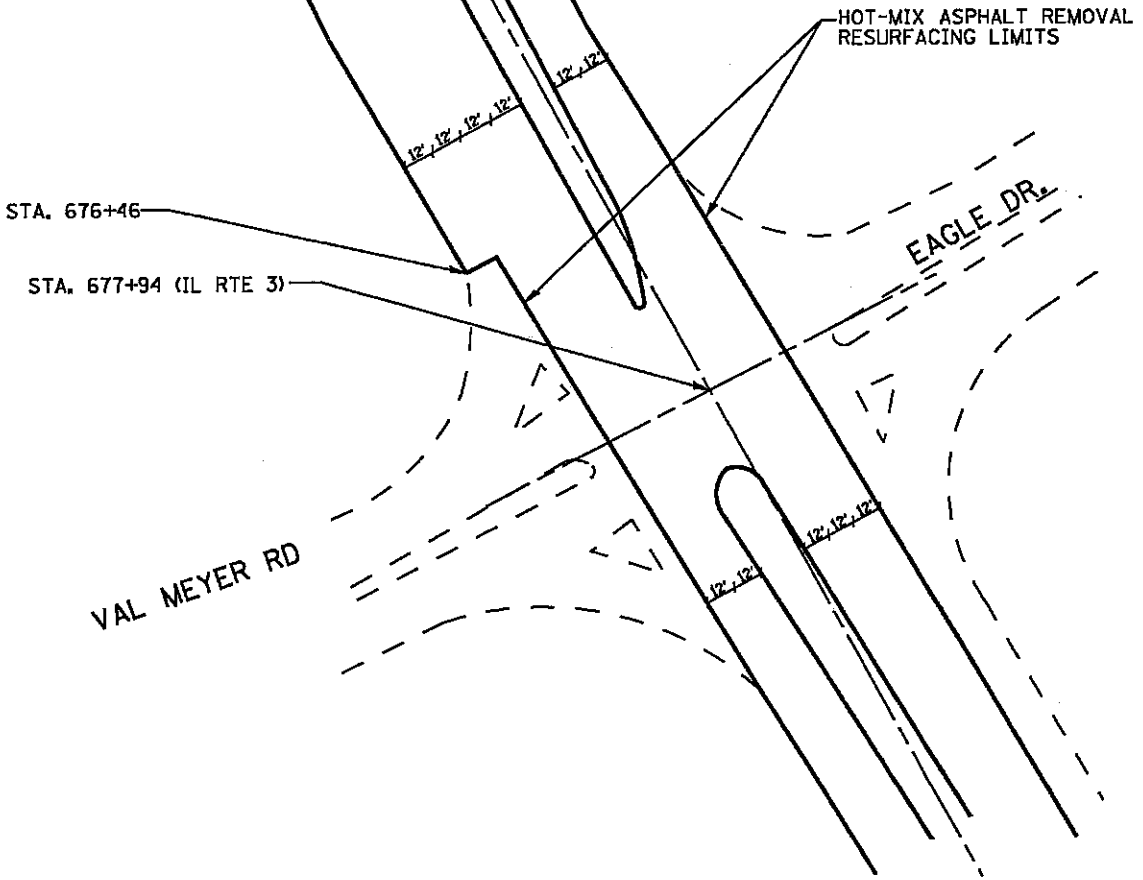 HOT-MIX ASPHALT REMOVAL
RESURFACING LIMITS
12' 12'
12' 12' 12' 12'
STA. 676+46
EAGLE DR.
STA. 677+94 (IL RTE 3)
12' 12' 12'
12' 12'
VAL MEYER RD